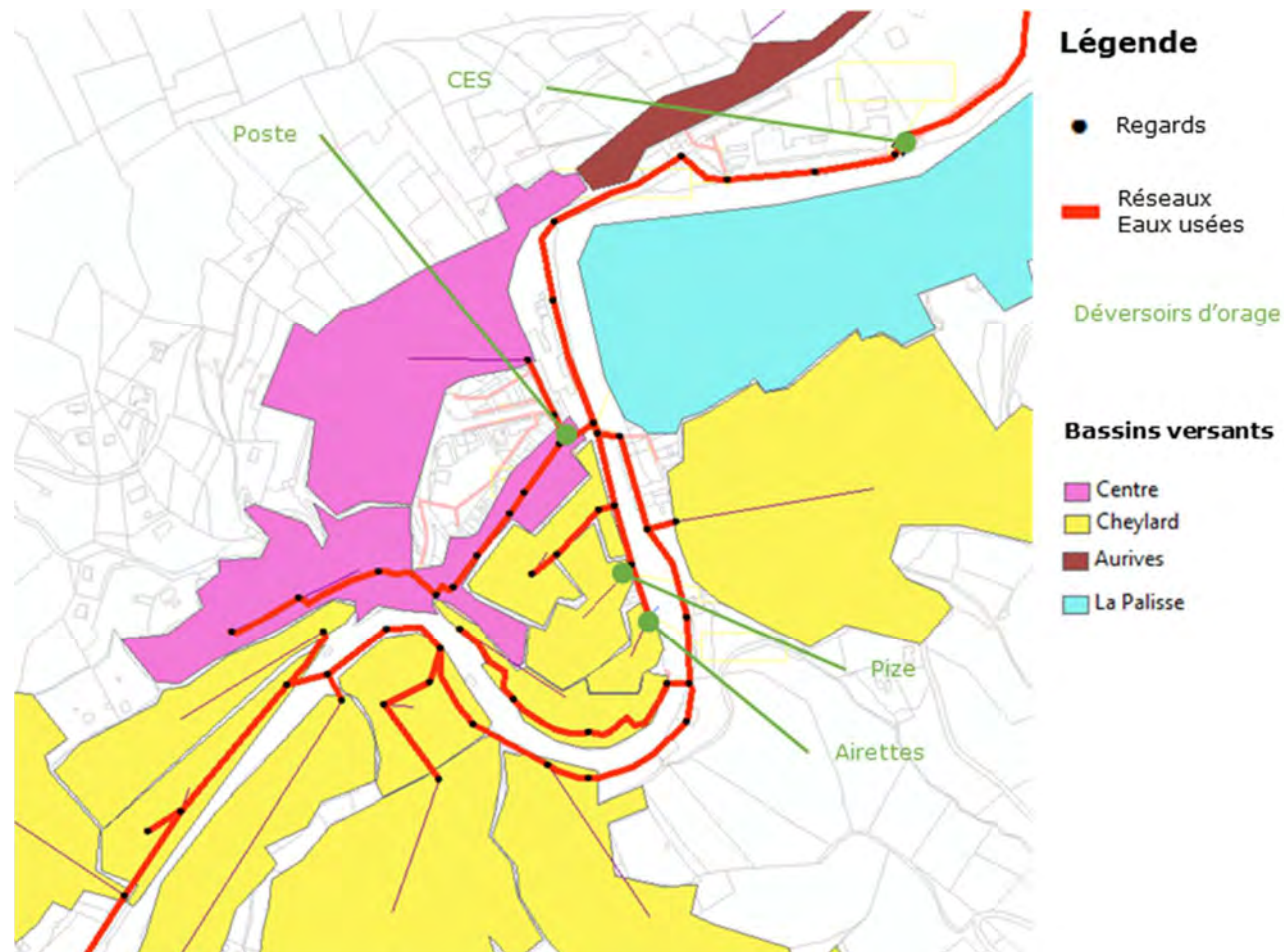 CES
Poste
Pize
Airettes
Légende
Regards
Réseaux
Eaux usées
Déversoirs d'orage
Bassins versants
Centre
Cheylard
Aurives
La Palisse